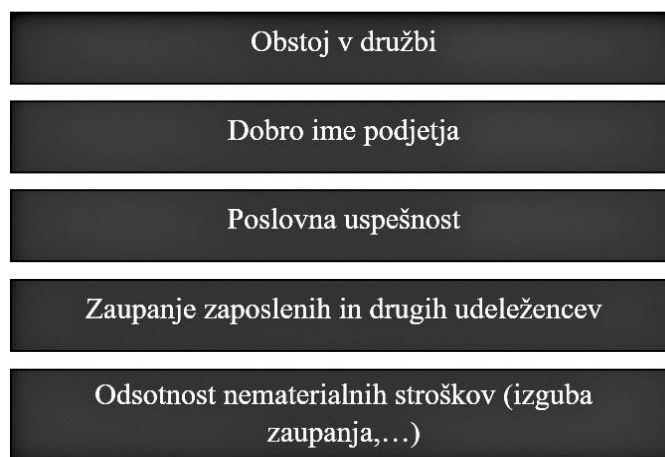 Obstoj v družbi
Dobro ime podjetja
Poslovna uspešnost
Zaupanje zaposlenih in drugih udeležencev
Odsotnost nematerialnih stroškov (izguba
zaupanja,…)